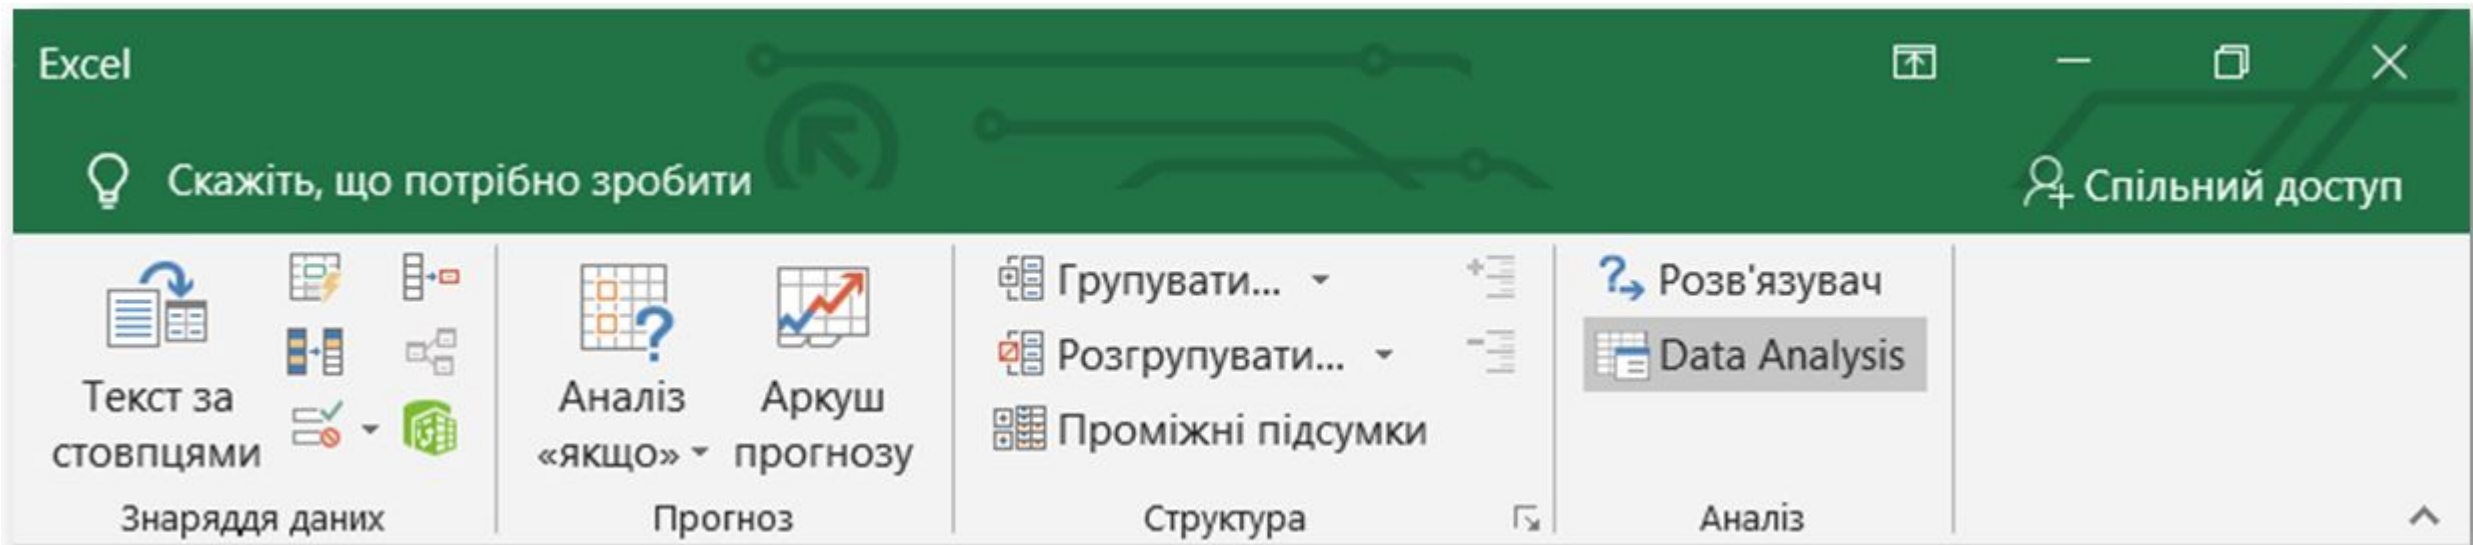 Excel
Скажіть, що потрібно зробити
Спільний доступ
Текст за
стовпцями
Знаряддя даних
Аналіз
«якщо»
Аркуш
прогнозу
Прогноз
Групувати...
Розгрупувати...
Проміжні підсумки
Структура
Розв'язувач
Data Analysis
Аналіз